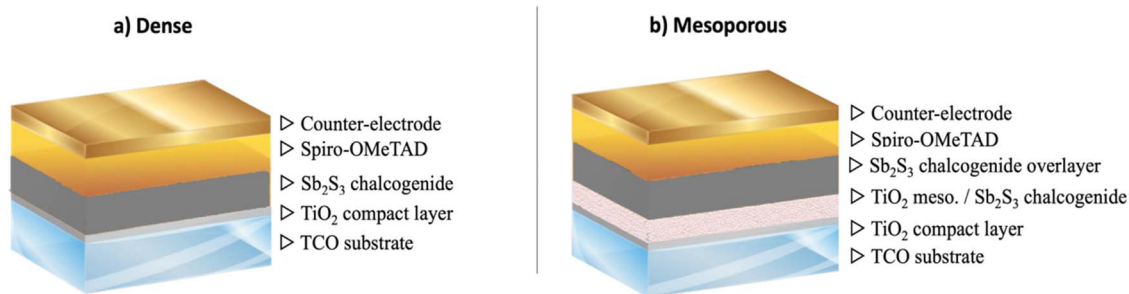 a) Dense
▷ Counter-electrode
▷ Spiro-OMeTAD
▷ Sb₂S₃ chalcogenide
▷ TiO₂ compact layer
▷ TCO substrate
b) Mesoporous
▷ Counter-electrode
▷ Spiro-OMeTAD
▷ Sb₂S₃ chalcogenide overlayer
▷ TiO₂ meso. / Sb₂S₃ chalcogenide
▷ TiO₂ compact layer
▷ TCO substrate